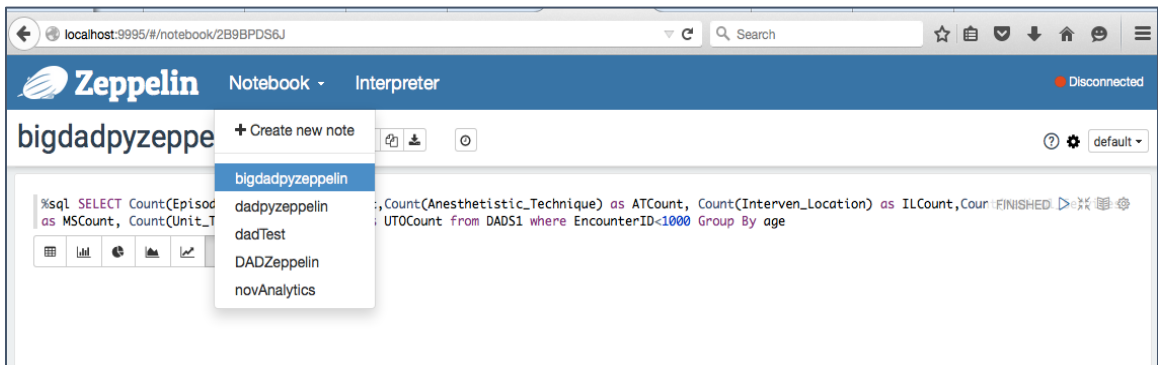 localhost:9995/#/notebook/2B9BPDS6J
Search
Zeppelin Notebook Interpreter Disconnected
bigdadpyzeppe
default
+ Create new note
bigdadpyzeppelin
dadpyzeppelin
dadTest
DADZeppelin
novAnalytics
%sql SELECT Count(Episod ,Count(Anesthetistic_Technique) as ATCount, Count(Interven_Location) as ILCount,Coun FINISHED
as MSCount, Count(Unit_T UTOCount from DADS1 where EncounterID<1000 Group By age